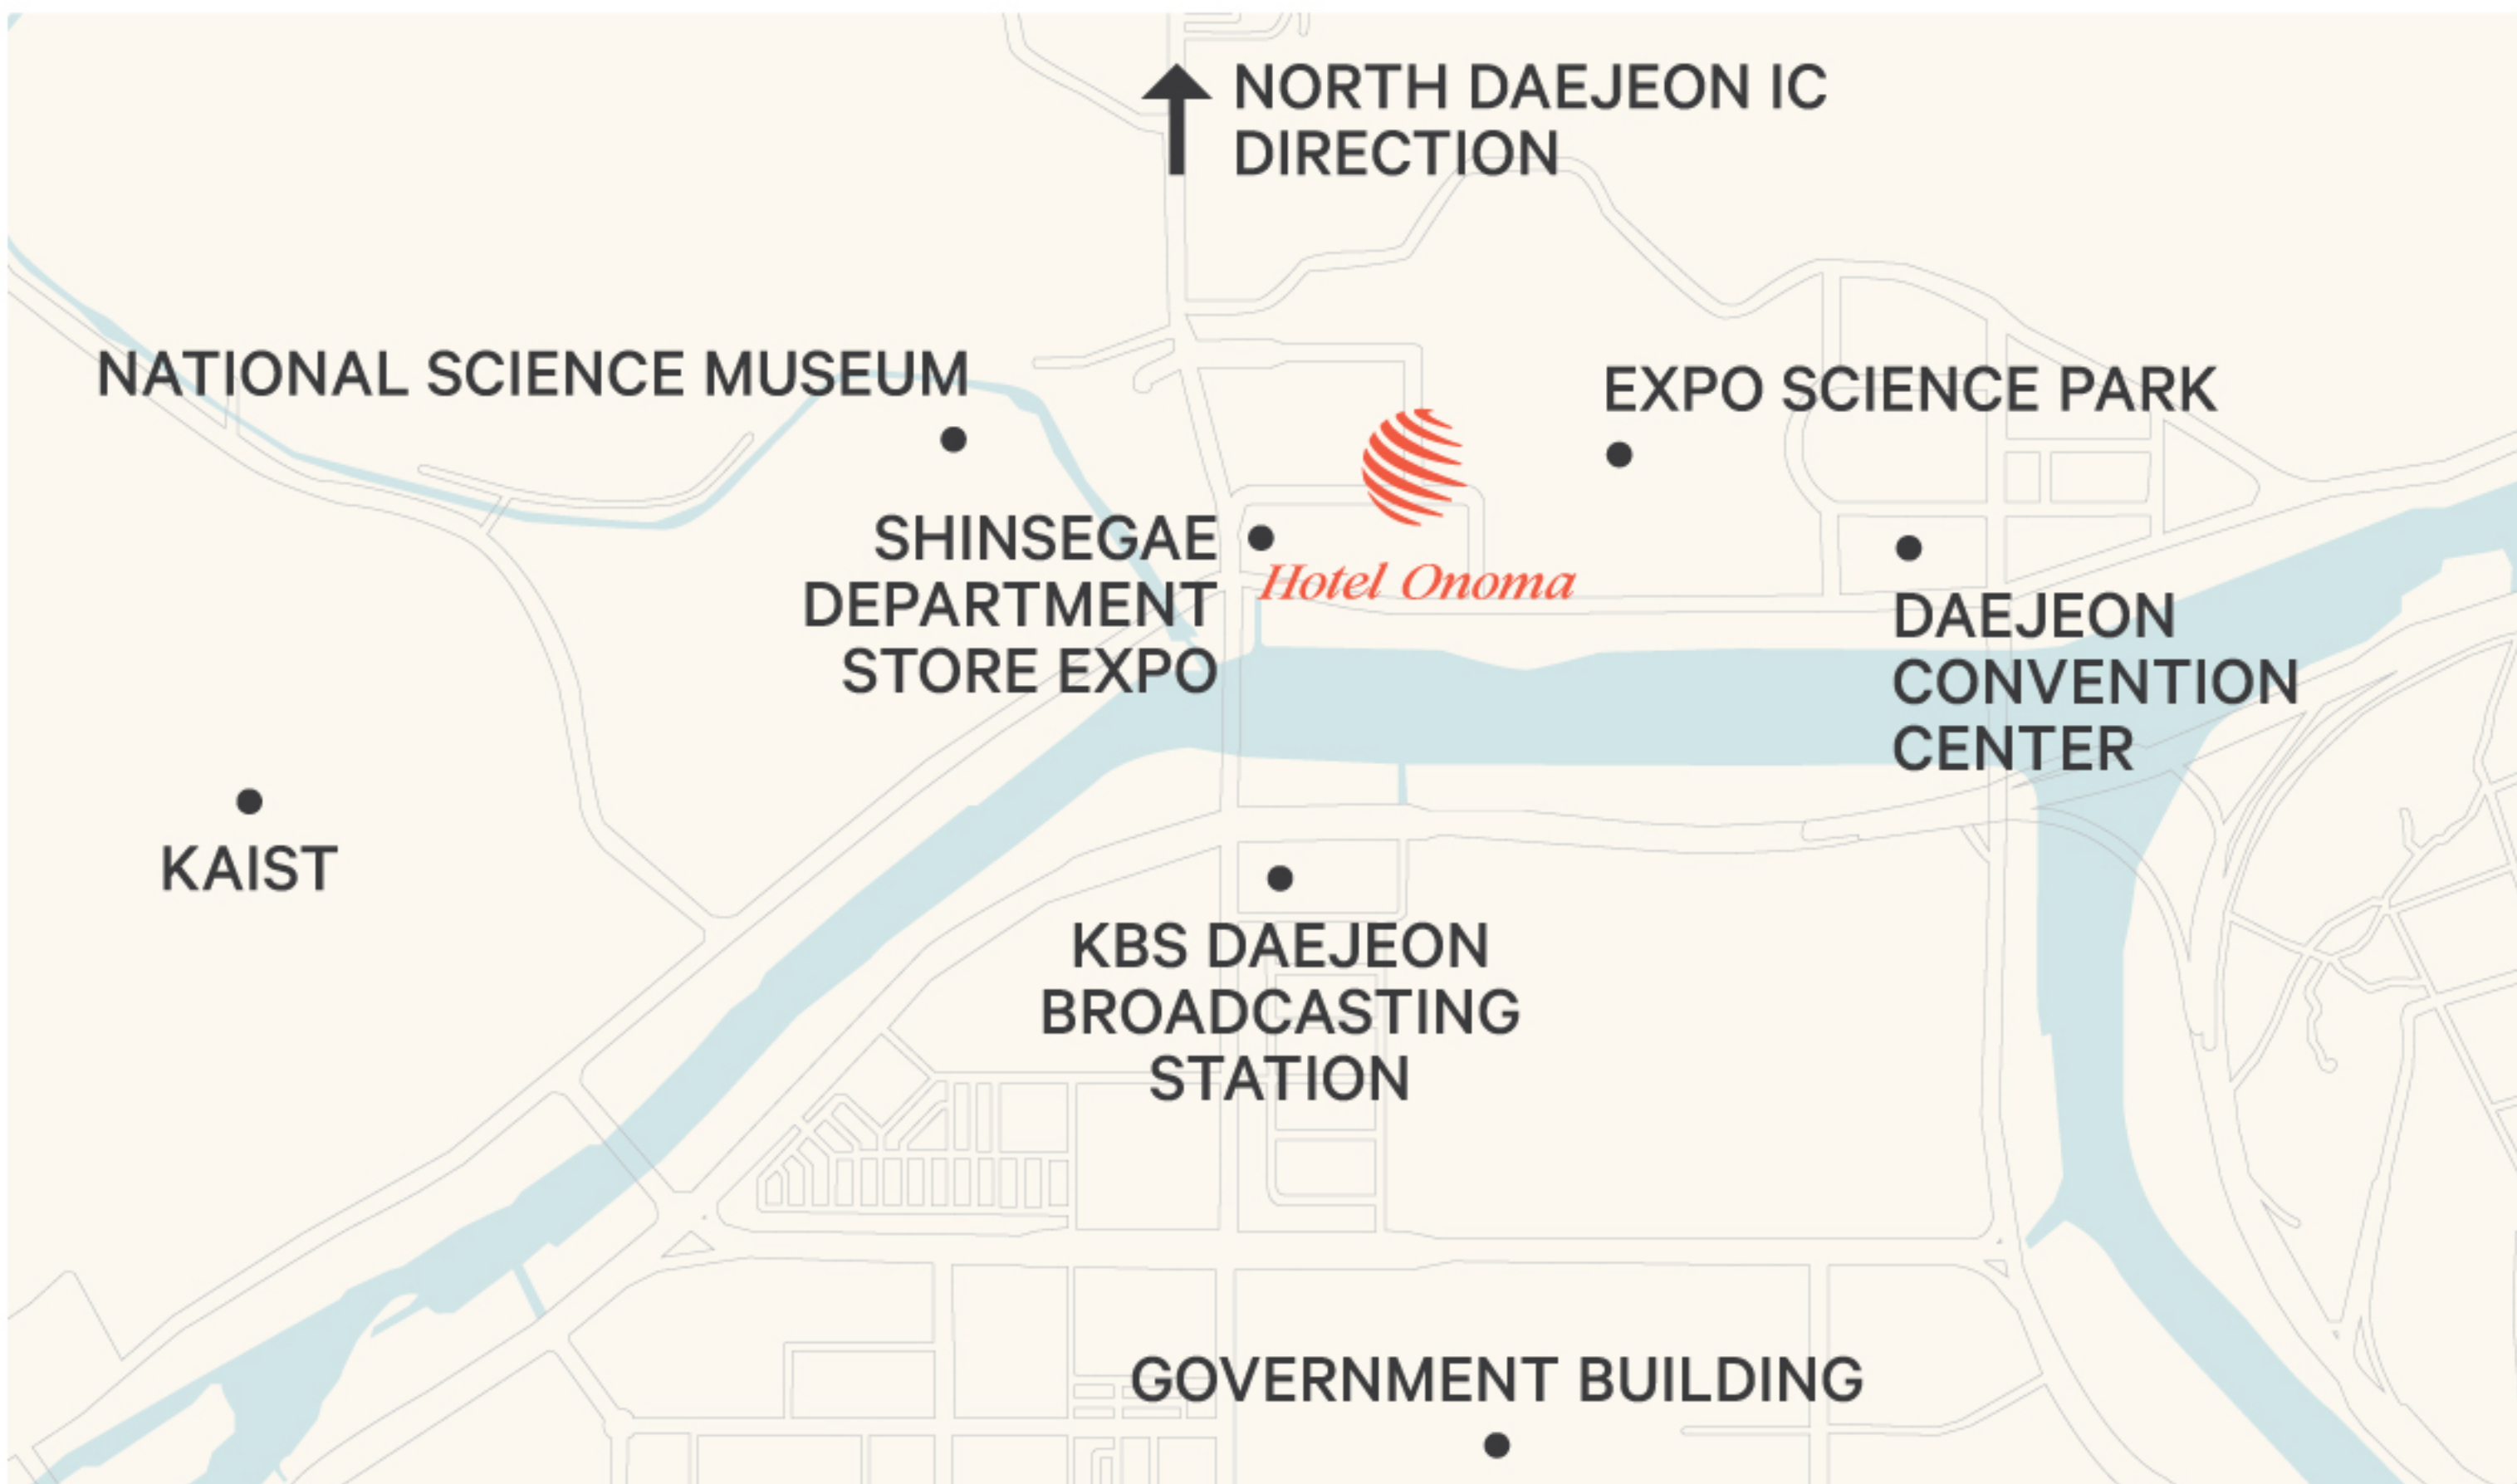 NORTH DAEJEON IC
DIRECTION
NATIONAL SCIENCE MUSEUM
EXPO SCIENCE PARK
SHINSEGAE
DEPARTMENT
STORE EXPO
Hotel Onoma
DAEJEON
CONVENTION
CENTER
KAIST
KBS DAEJEON
BROADCASTING
STATION
GOVERNMENT BUILDING